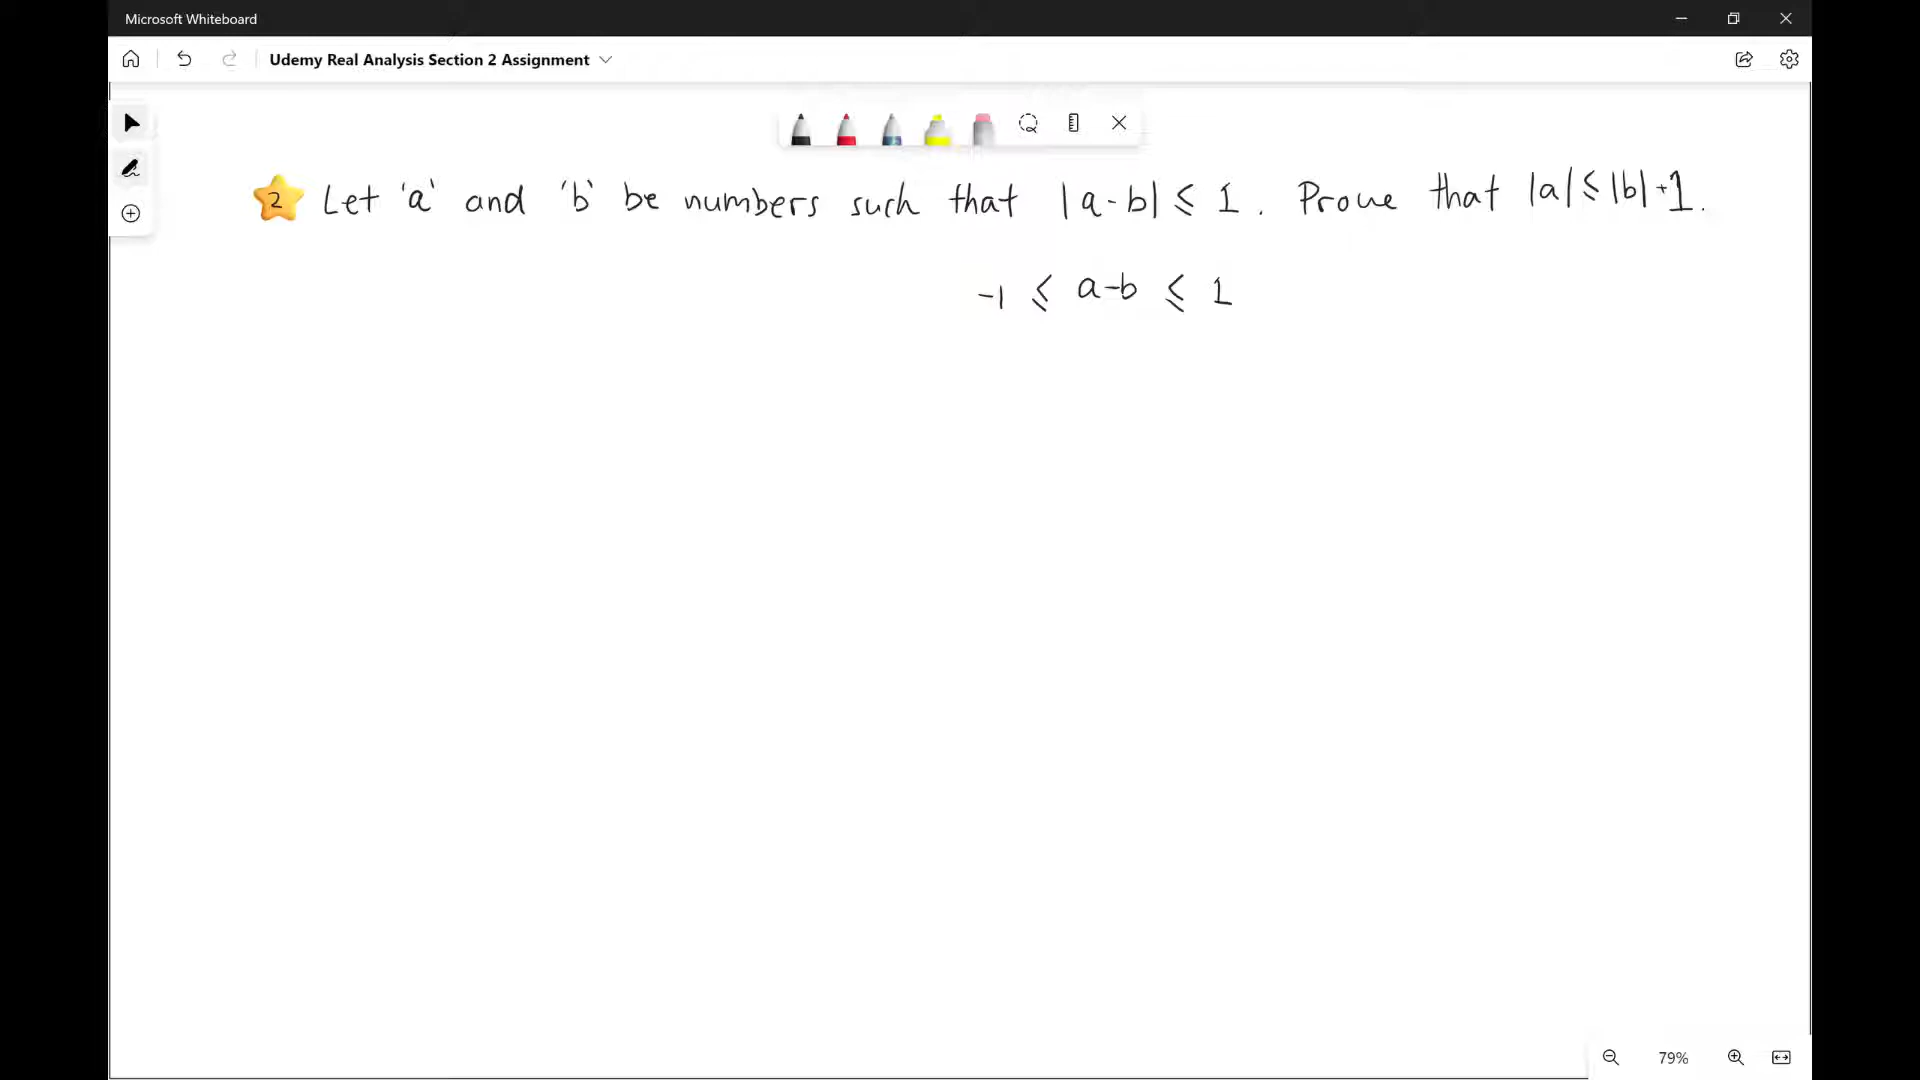 Microsoft Whiteboard
Udemy Real Analysis Section 2 Assignment
2 Let 'a' and 'b' be numbers such that |a-b| ≤ 1. Prove that |a| ≤ |b|+1.
-1 ≤ a-b ≤ 1
79%